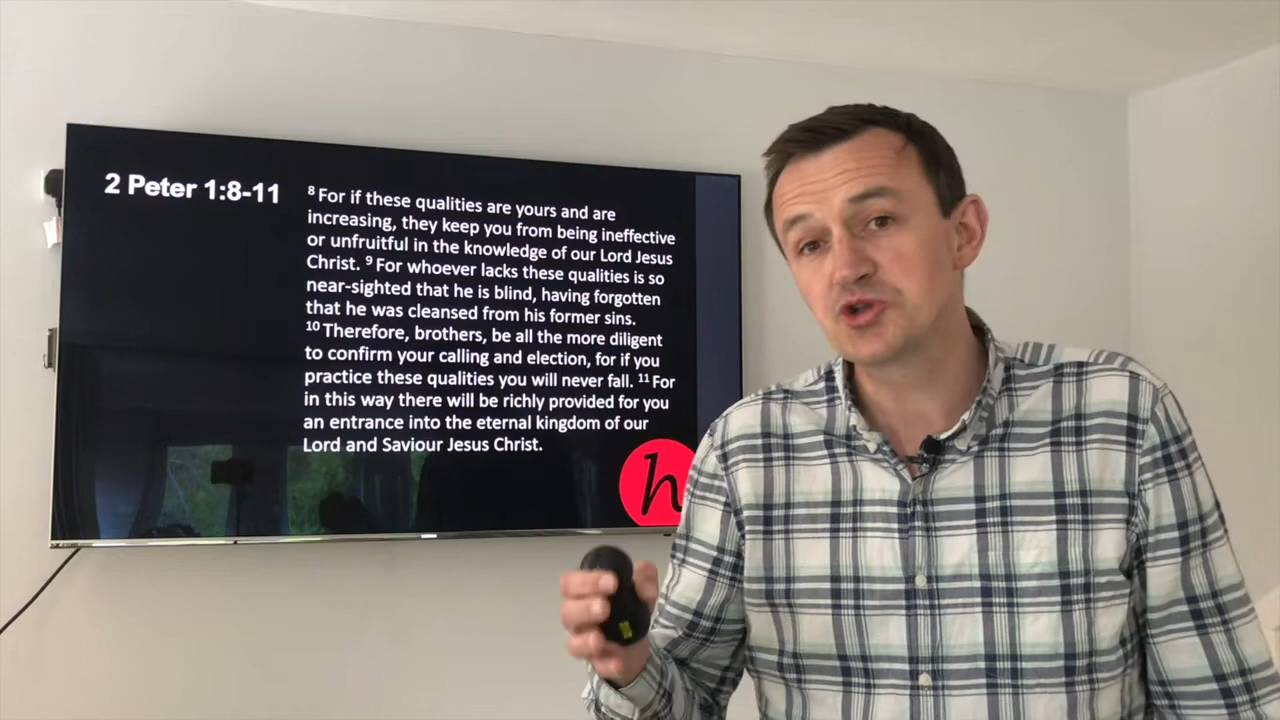 2 Peter 1:8-11
⁸ For if these qualities are yours and are
increasing, they keep you from being ineffective
or unfruitful in the knowledge of our Lord Jesus
Christ. ⁹ For whoever lacks these qualities is so
near-sighted that he is blind, having forgotten
that he was cleansed from his former sins.
¹⁰ Therefore, brothers, be all the more diligent
to confirm your calling and election, for if you
practice these qualities you will never fall. ¹¹ For
in this way there will be richly provided for you
an entrance into the eternal kingdom of our
Lord and Saviour Jesus Christ.
h